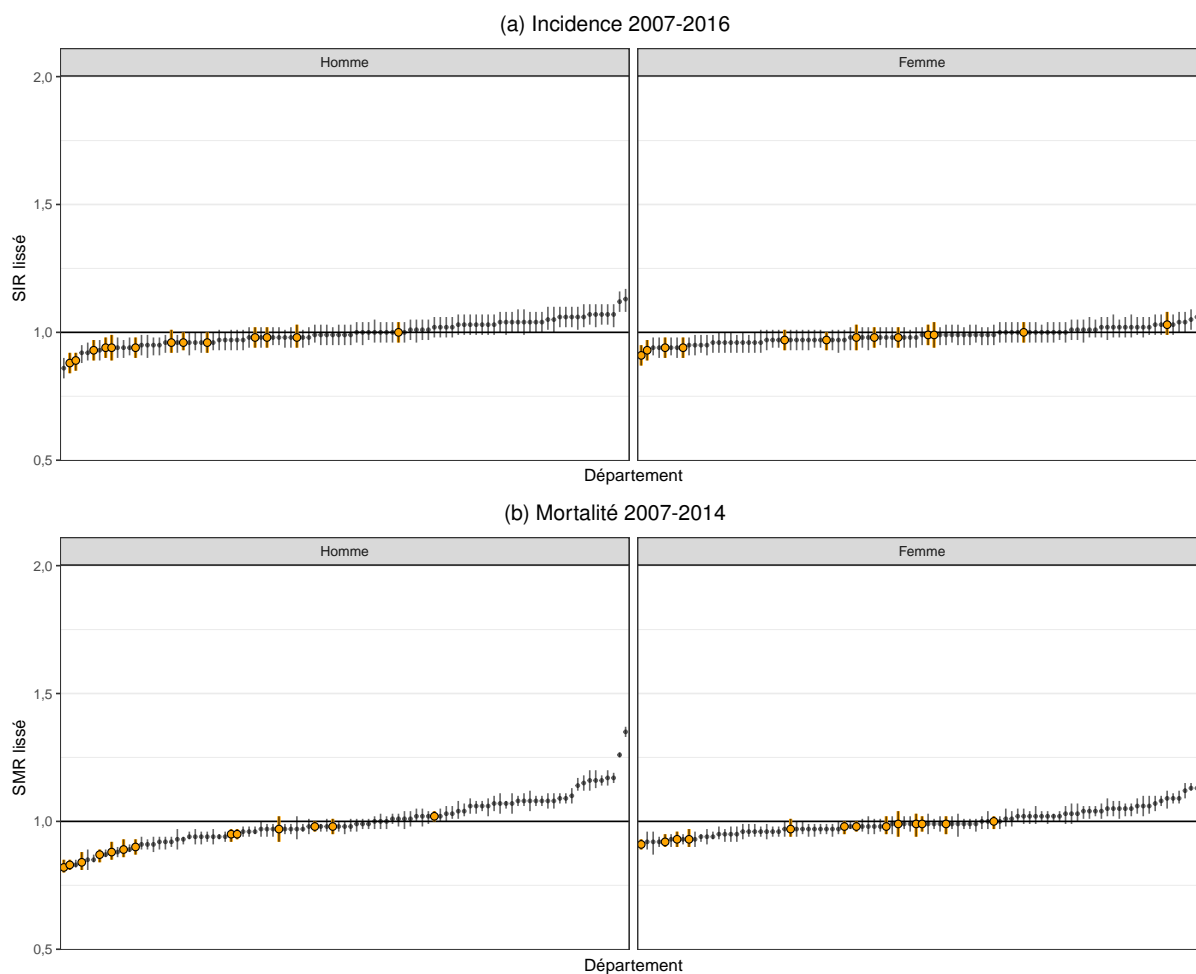 (a) Incidence 2007-2016
Homme
Femme
2,0
1,5
1,0
0,5
SIR lissé
Département
(b) Mortalité 2007-2014
Homme
Femme
2,0
1,5
1,0
0,5
SMR lissé
Département